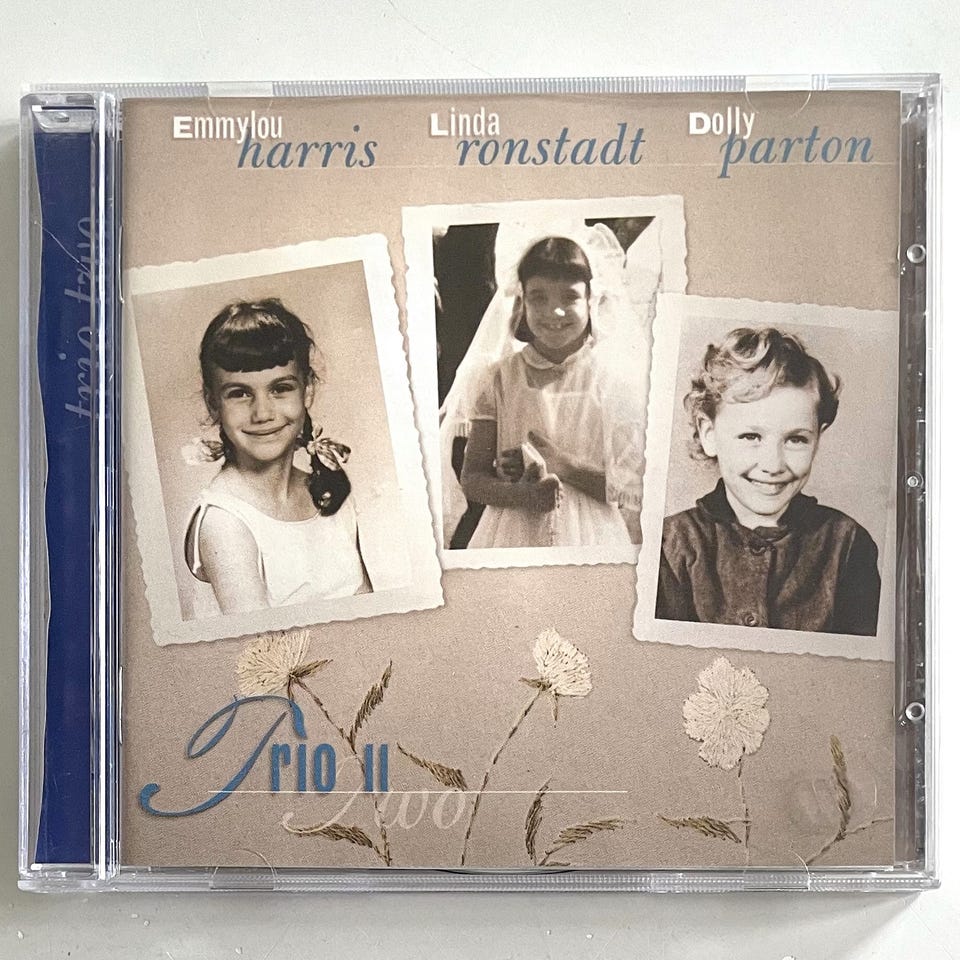 Emmylou Linda Dolly
harris ronstadt parton
trio two
Trio II
Two